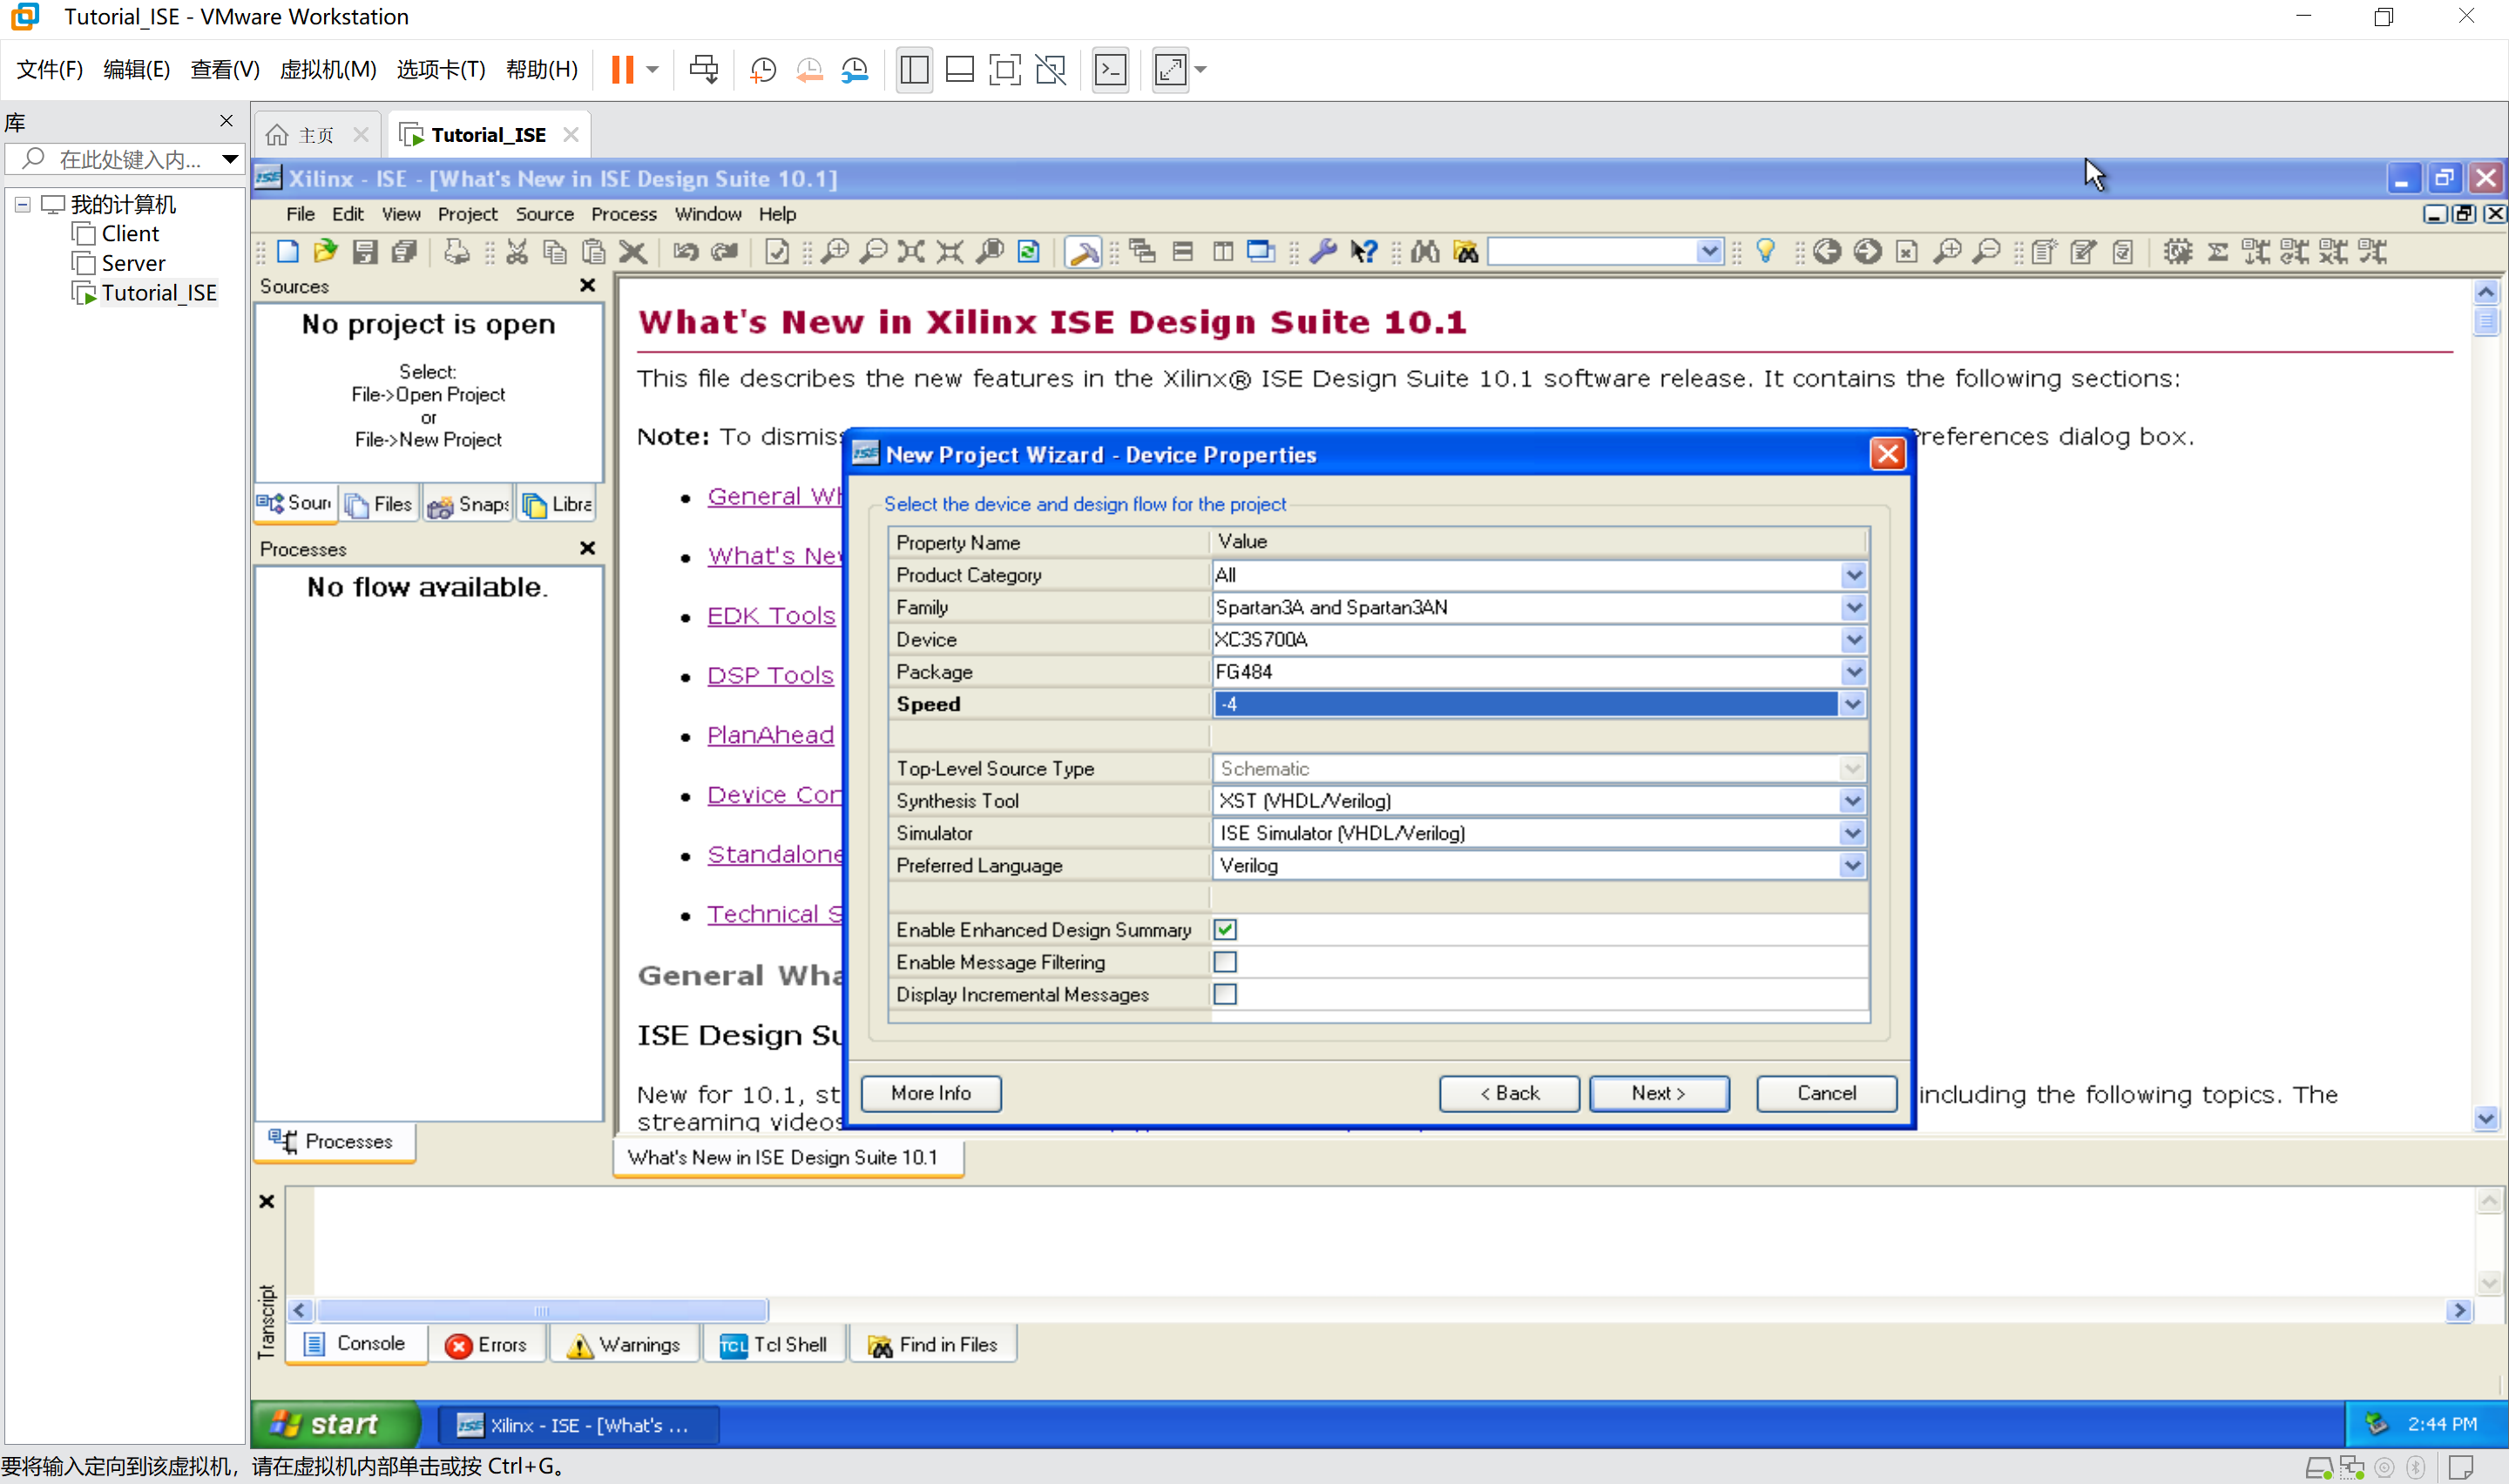 Tutorial_ISE - VMware Workstation
文件(F) 编辑(E) 查看(V) 虚拟机(M) 选项卡(T) 帮助(H)
库
在此处键入内...
我的计算机
Client
Server
Tutorial_ISE
主页 Tutorial_ISE
Xilinx - ISE - [What's New in ISE Design Suite 10.1]
File Edit View Project Source Process Window Help
Sources
No project is open
Select:
File->Open Project
or
File->New Project
Sour Files Snaps Libra
Processes
No flow available.
Processes
What's New in Xilinx ISE Design Suite 10.1
This file describes the new features in the Xilinx® ISE Design Suite 10.1 software release. It contains the following sections:
Note: To dismiss references dialog box.
General Wh
What's Nev
EDK Tools
DSP Tools
PlanAhead
Device Con
Standalone
Technical S
General Wha
ISE Design Su
New for 10.1, st including the following topics. The
streaming videos
What's New in ISE Design Suite 10.1
New Project Wizard - Device Properties
Select the device and design flow for the project
Property Name Value
Product Category All
Family Spartan3A and Spartan3AN
Device XC3S700A
Package FG484
Speed -4
Top-Level Source Type Schematic
Synthesis Tool XST (VHDL/Verilog)
Simulator ISE Simulator (VHDL/Verilog)
Preferred Language Verilog
Enable Enhanced Design Summary
Enable Message Filtering
Display Incremental Messages
More Info < Back Next > Cancel
Transcript
Console Errors Warnings TCL Tcl Shell Find in Files
start
ISE Xilinx - ISE - [What's ...
2:44 PM
要将输入定向到该虚拟机，请在虚拟机内部单击或按 Ctrl+G。